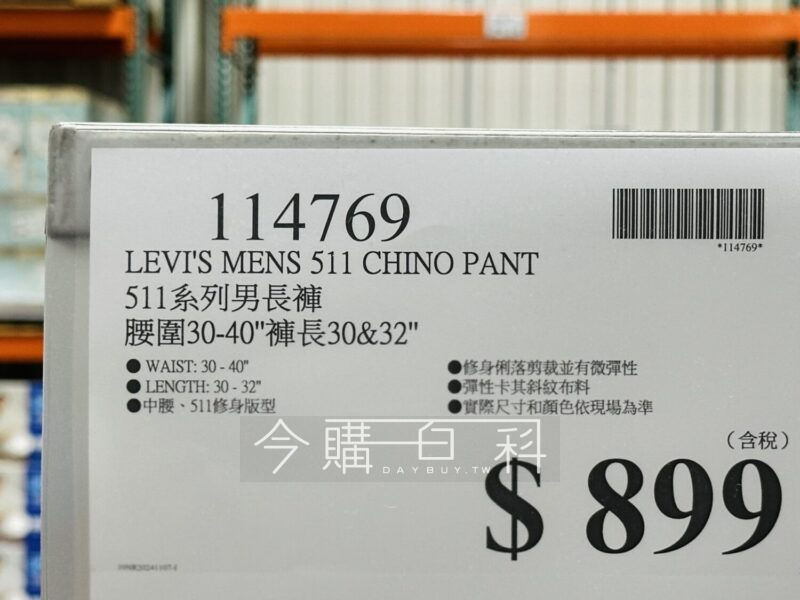 114769
*114769*
LEVI'S MENS 511 CHINO PANT
511系列男長褲
腰圍30-40"褲長30&32"
● WAIST: 30 - 40"
● LENGTH: 30 - 32"
●中腰、511修身版型
●修身俐落剪裁並有微彈性
●彈性卡其斜紋布料
●實際尺寸和顏色依現場為準
今購百科
DAYBUY.TW
(含稅)
$ 899